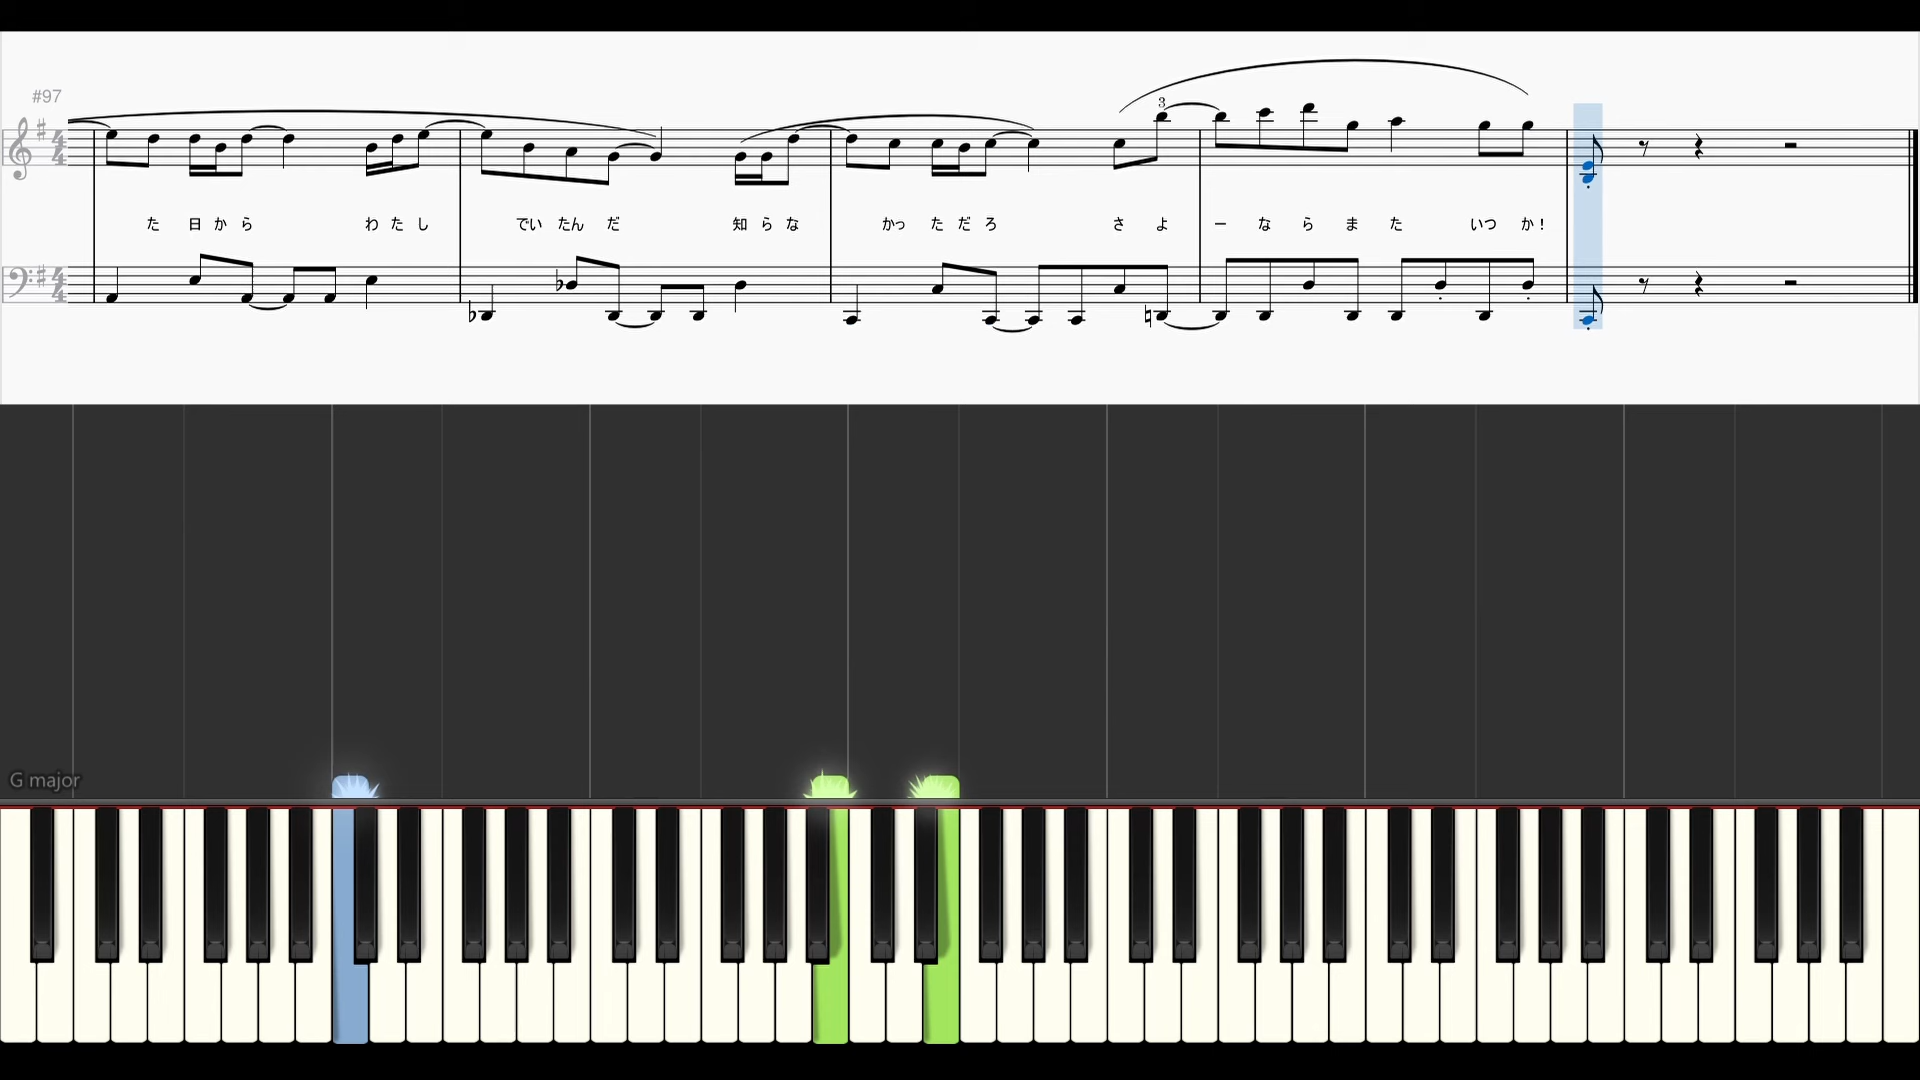 #97
3
た 日 か ら わ た し でい たん だ 知 ら な かっ た だ ろ さ よ ー な ら ま た いつ か！
G major